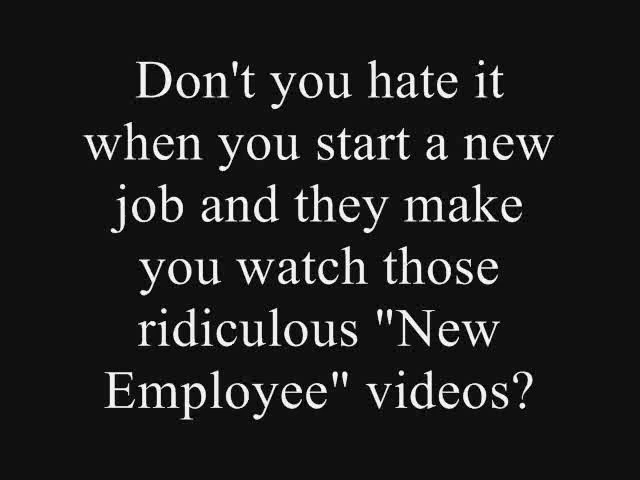 Don't you hate it
when you start a new
job and they make
you watch those
ridiculous "New
Employee" videos?